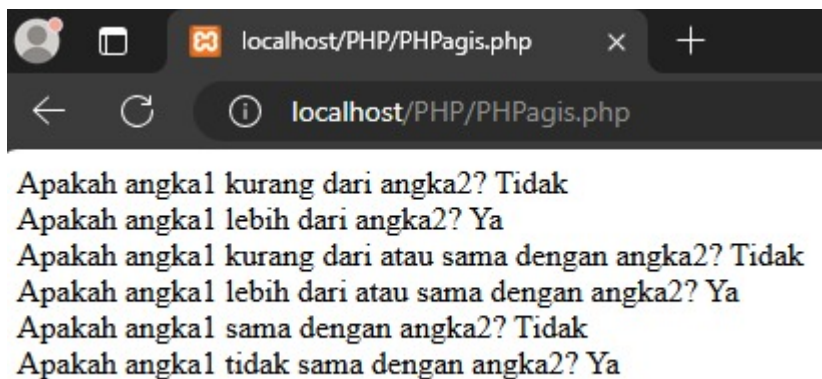 localhost/PHP/PHPagis.php
localhost/PHP/PHPagis.php
Apakah angka1 kurang dari angka2? Tidak
Apakah angka1 lebih dari angka2? Ya
Apakah angka1 kurang dari atau sama dengan angka2? Tidak
Apakah angka1 lebih dari atau sama dengan angka2? Ya
Apakah angka1 sama dengan angka2? Tidak
Apakah angka1 tidak sama dengan angka2? Ya